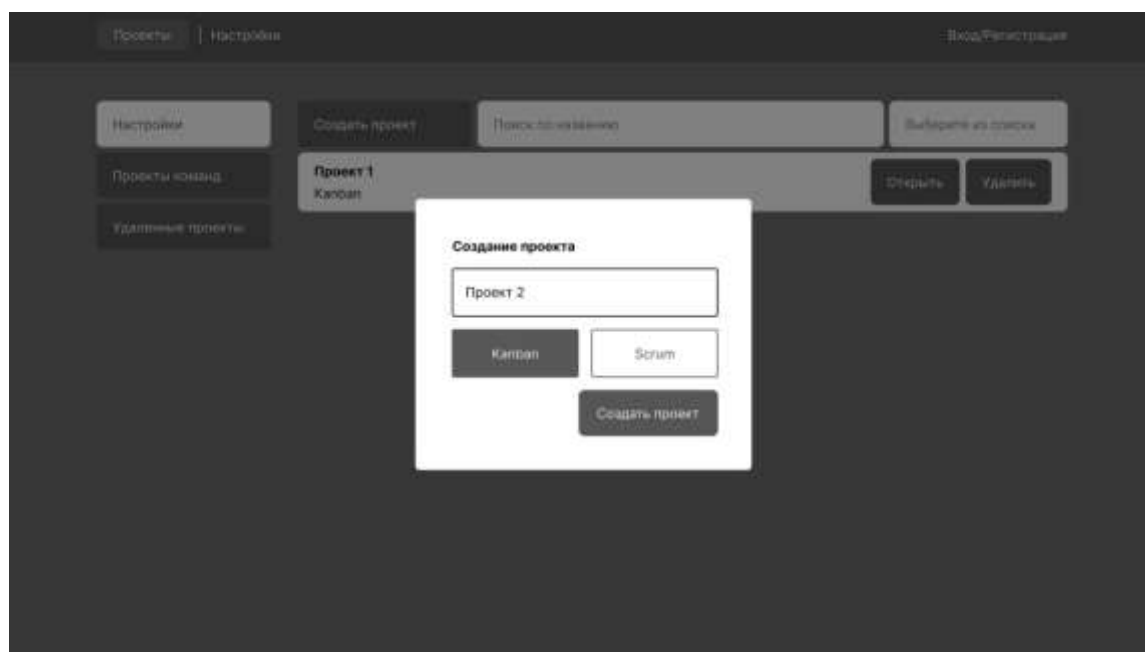 Проекты | Настройки Вход/Регистрация
Настройки Создать проект Поиск по названию Выберите из списка
Проекты команд Проект 1 Открыть Удалить
Kanban
Удаленные проекты
Создание проекта
Проект 2
Kanban Scrum
Создать проект